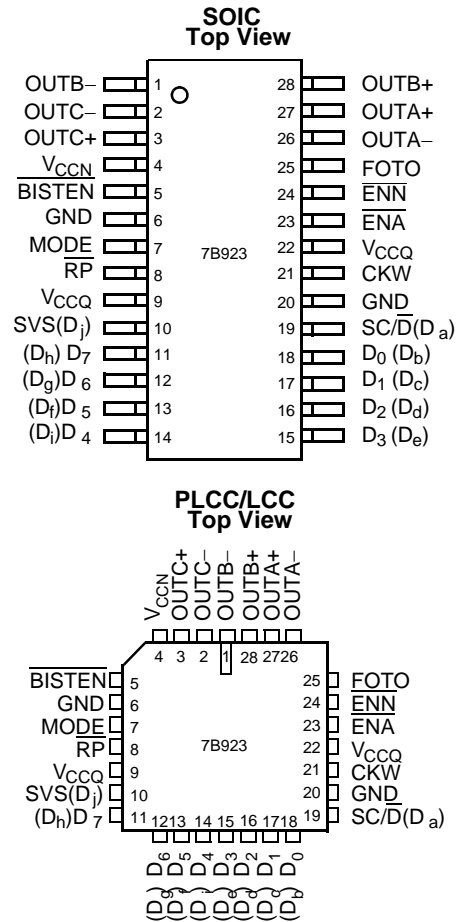 SOIC
Top View
OUTB− 1 28 OUTB+
OUTC− 2 27 OUTA+
OUTC+ 3 26 OUTA−
VCCN 4 25 FOTO
BISTEN 5 24 ENN
GND 6 23 ENA
MODE 7 7B923 22 VCCQ
RP 8 21 CKW
VCCQ 9 20 GND
SVS(Dj) 10 19 SC/D(Da)
(Dh) D7 11 18 D0 (Db)
(Dg)D6 12 17 D1 (Dc)
(Df)D5 13 16 D2 (Dd)
(Di)D4 14 15 D3 (De)
PLCC/LCC
Top View
VCCN OUTC+ OUTC− OUTB− OUTB+ OUTA+ OUTA−
4 3 2 1 28 27 26
BISTEN 5 25 FOTO
GND 6 24 ENN
MODE 7 23 ENA
RP 8 7B923 22 VCCQ
VCCQ 9 21 CKW
SVS(Dj) 10 20 GND
(Dh)D7 11 19 SC/D(Da)
12 13 14 15 16 17 18
D6 D5 D4 D3 D2 D1 D0
(Dg) (Df) (Di) (De) (Dd) (Dc) (Db)